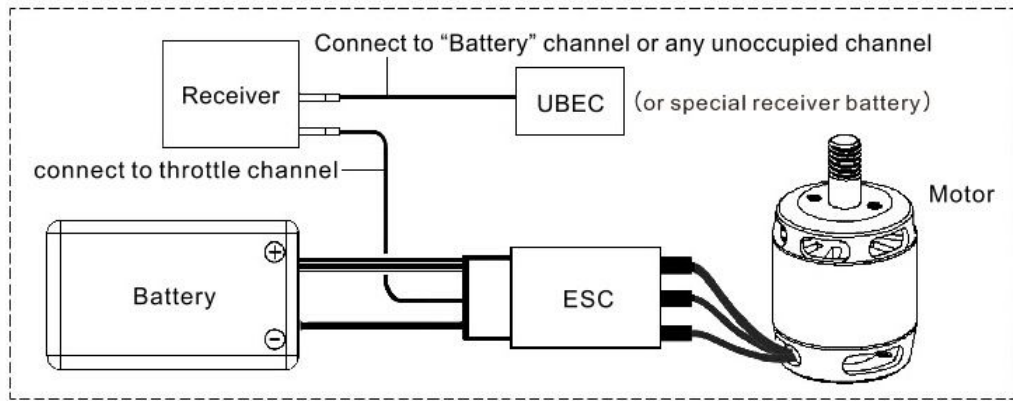 Connect to “Battery” channel or any unoccupied channel
Receiver
UBEC
(or special receiver battery)
connect to throttle channel
Motor
+
Battery
ESC
−